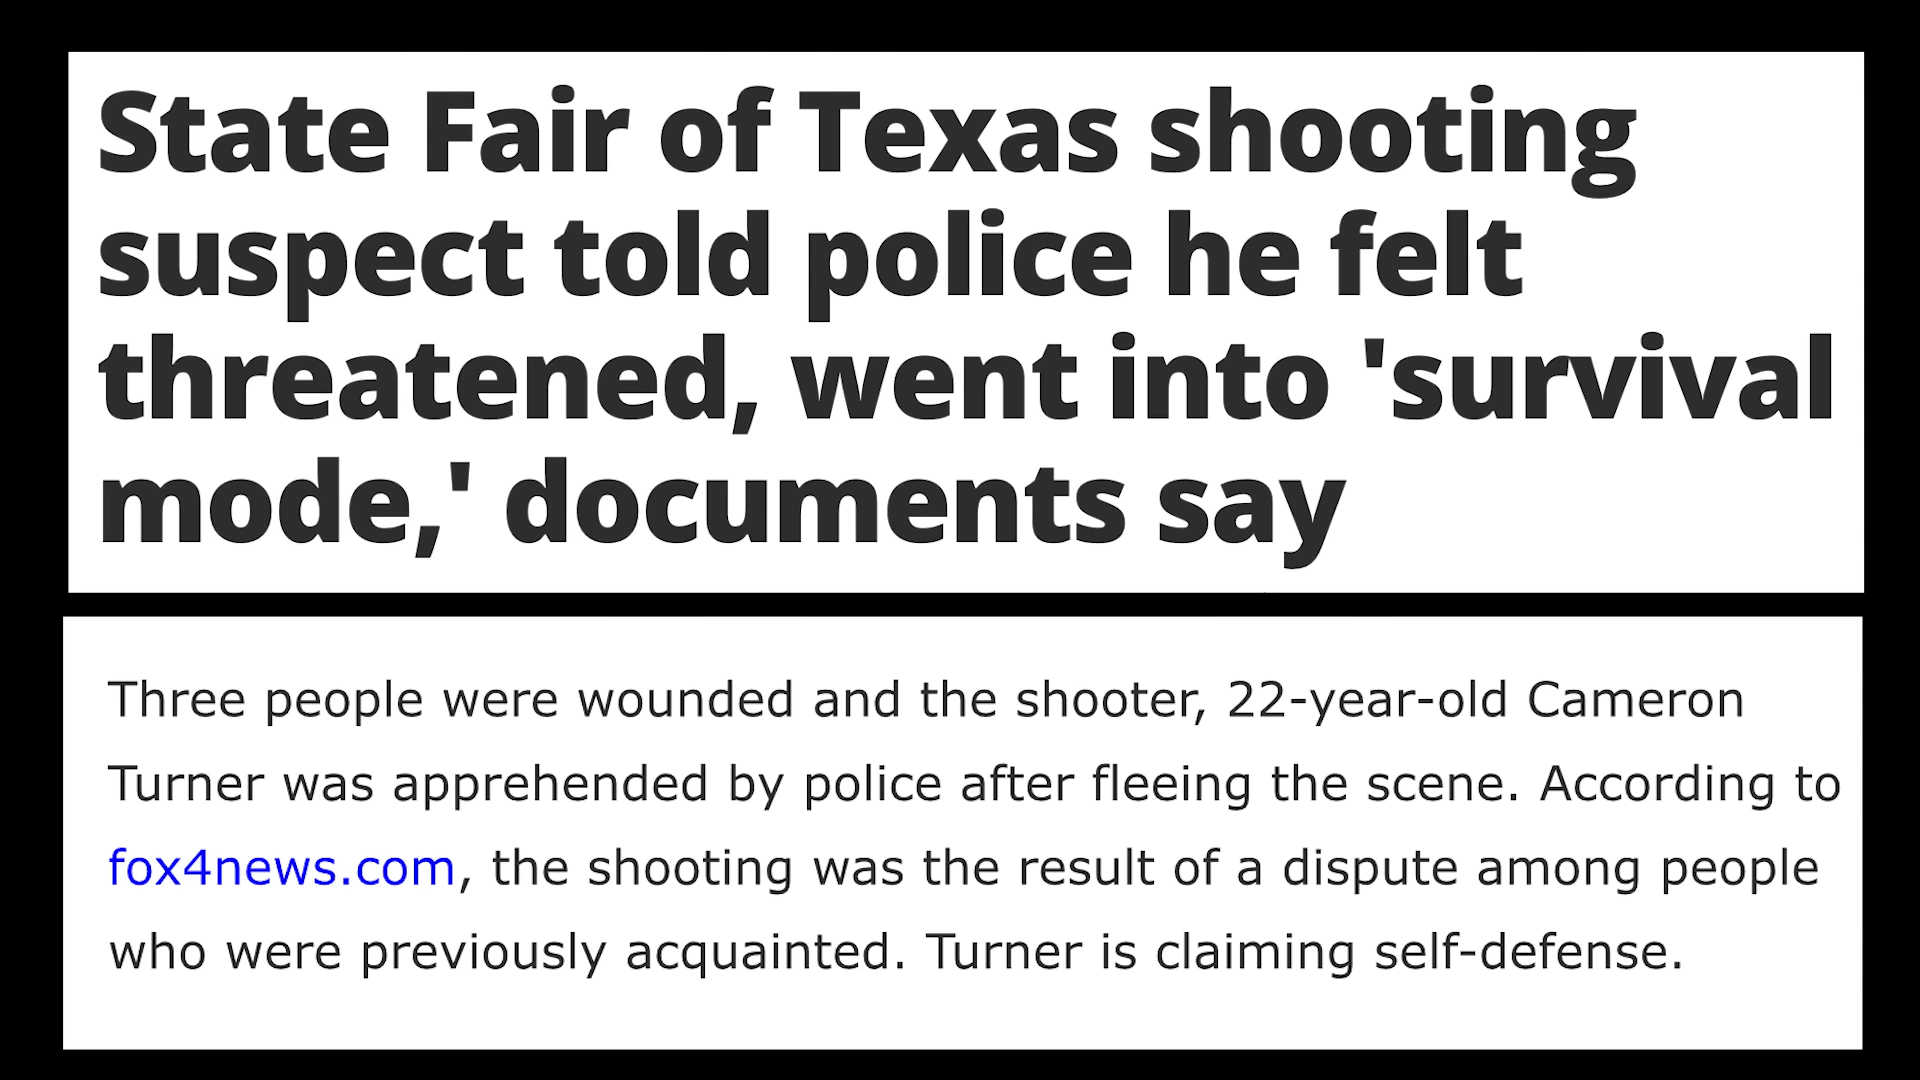 State Fair of Texas shooting
suspect told police he felt
threatened, went into 'survival
mode,' documents say
Three people were wounded and the shooter, 22-year-old Cameron
Turner was apprehended by police after fleeing the scene. According to
fox4news.com, the shooting was the result of a dispute among people
who were previously acquainted. Turner is claiming self-defense.